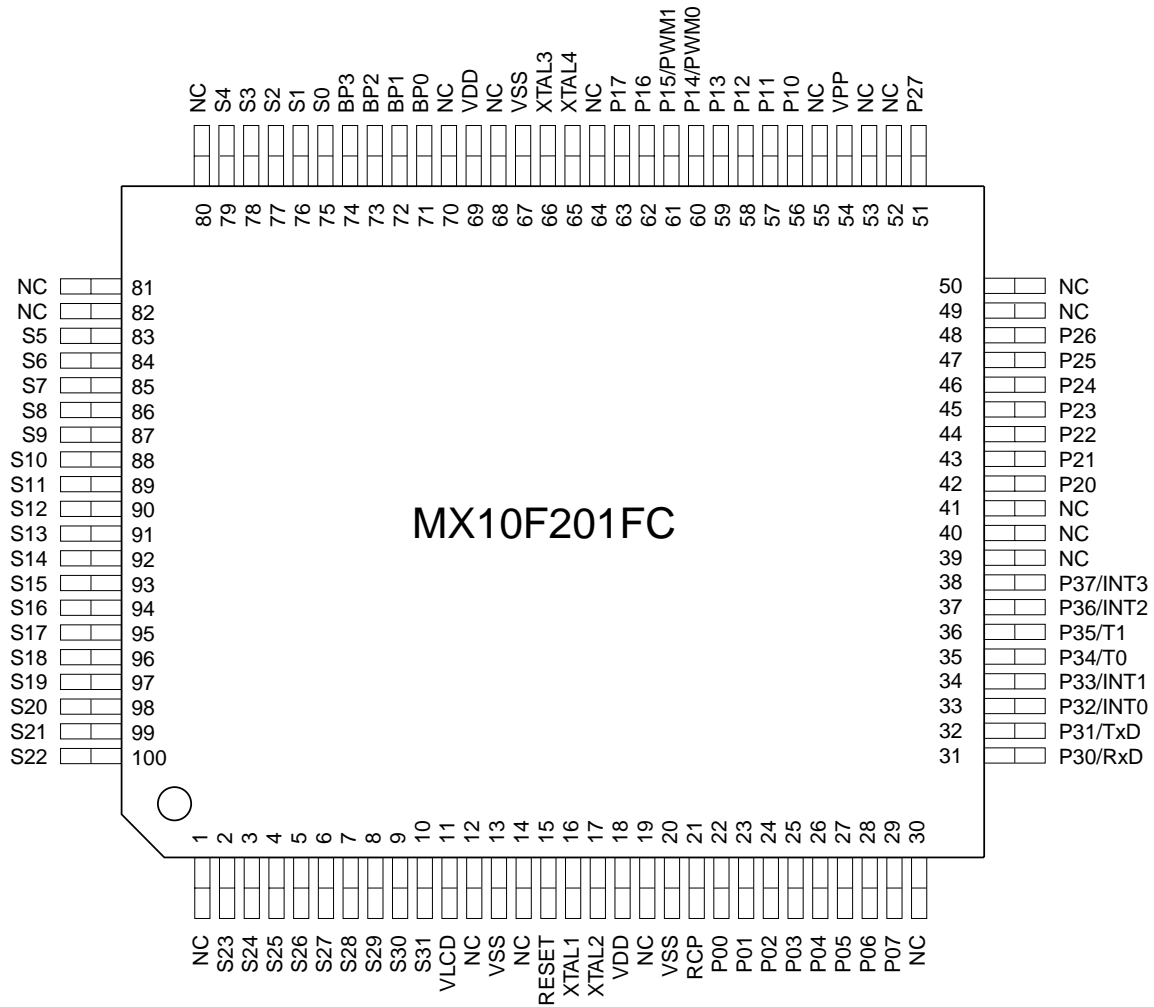 NC S4 S3 S2 S1 S0 BP3 BP2 BP1 BP0 NC VDD NC VSS XTAL3 XTAL4 NC P17 P16 P15/PWM1 P14/PWM0 P13 P12 P11 P10 NC VPP NC NC P27
80 79 78 77 76 75 74 73 72 71 70 69 68 67 66 65 64 63 62 61 60 59 58 57 56 55 54 53 52 51
NC 81 50 NC
NC 82 49 NC
S5 83 48 P26
S6 84 47 P25
S7 85 46 P24
S8 86 45 P23
S9 87 44 P22
S10 88 43 P21
S11 89 42 P20
S12 90 41 NC
MX10F201FC
S13 91 40 NC
S14 92 39 NC
S15 93 38 P37/INT3
S16 94 37 P36/INT2
S17 95 36 P35/T1
S18 96 35 P34/T0
S19 97 34 P33/INT1
S20 98 33 P32/INT0
S21 99 32 P31/TxD
S22 100 31 P30/RxD
1 2 3 4 5 6 7 8 9 10 11 12 13 14 15 16 17 18 19 20 21 22 23 24 25 26 27 28 29 30
NC S23 S24 S25 S26 S27 S28 S29 S30 S31 VLCD NC VSS NC RESET XTAL1 XTAL2 VDD NC VSS RCP P00 P01 P02 P03 P04 P05 P06 P07 NC